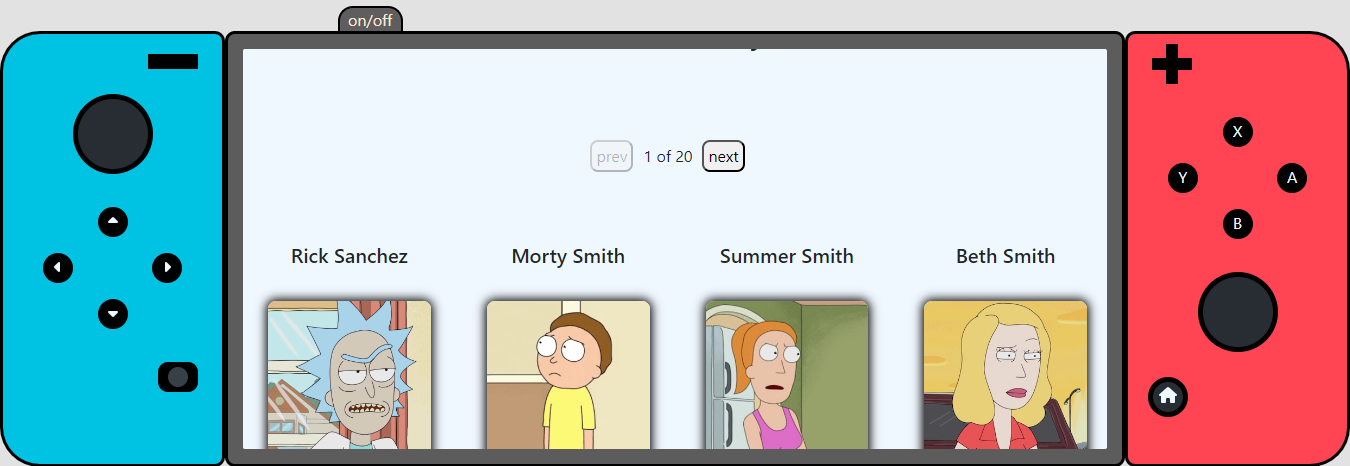 on/off
prev 1 of 20 next
X
Y A
B
Rick Sanchez Morty Smith Summer Smith Beth Smith